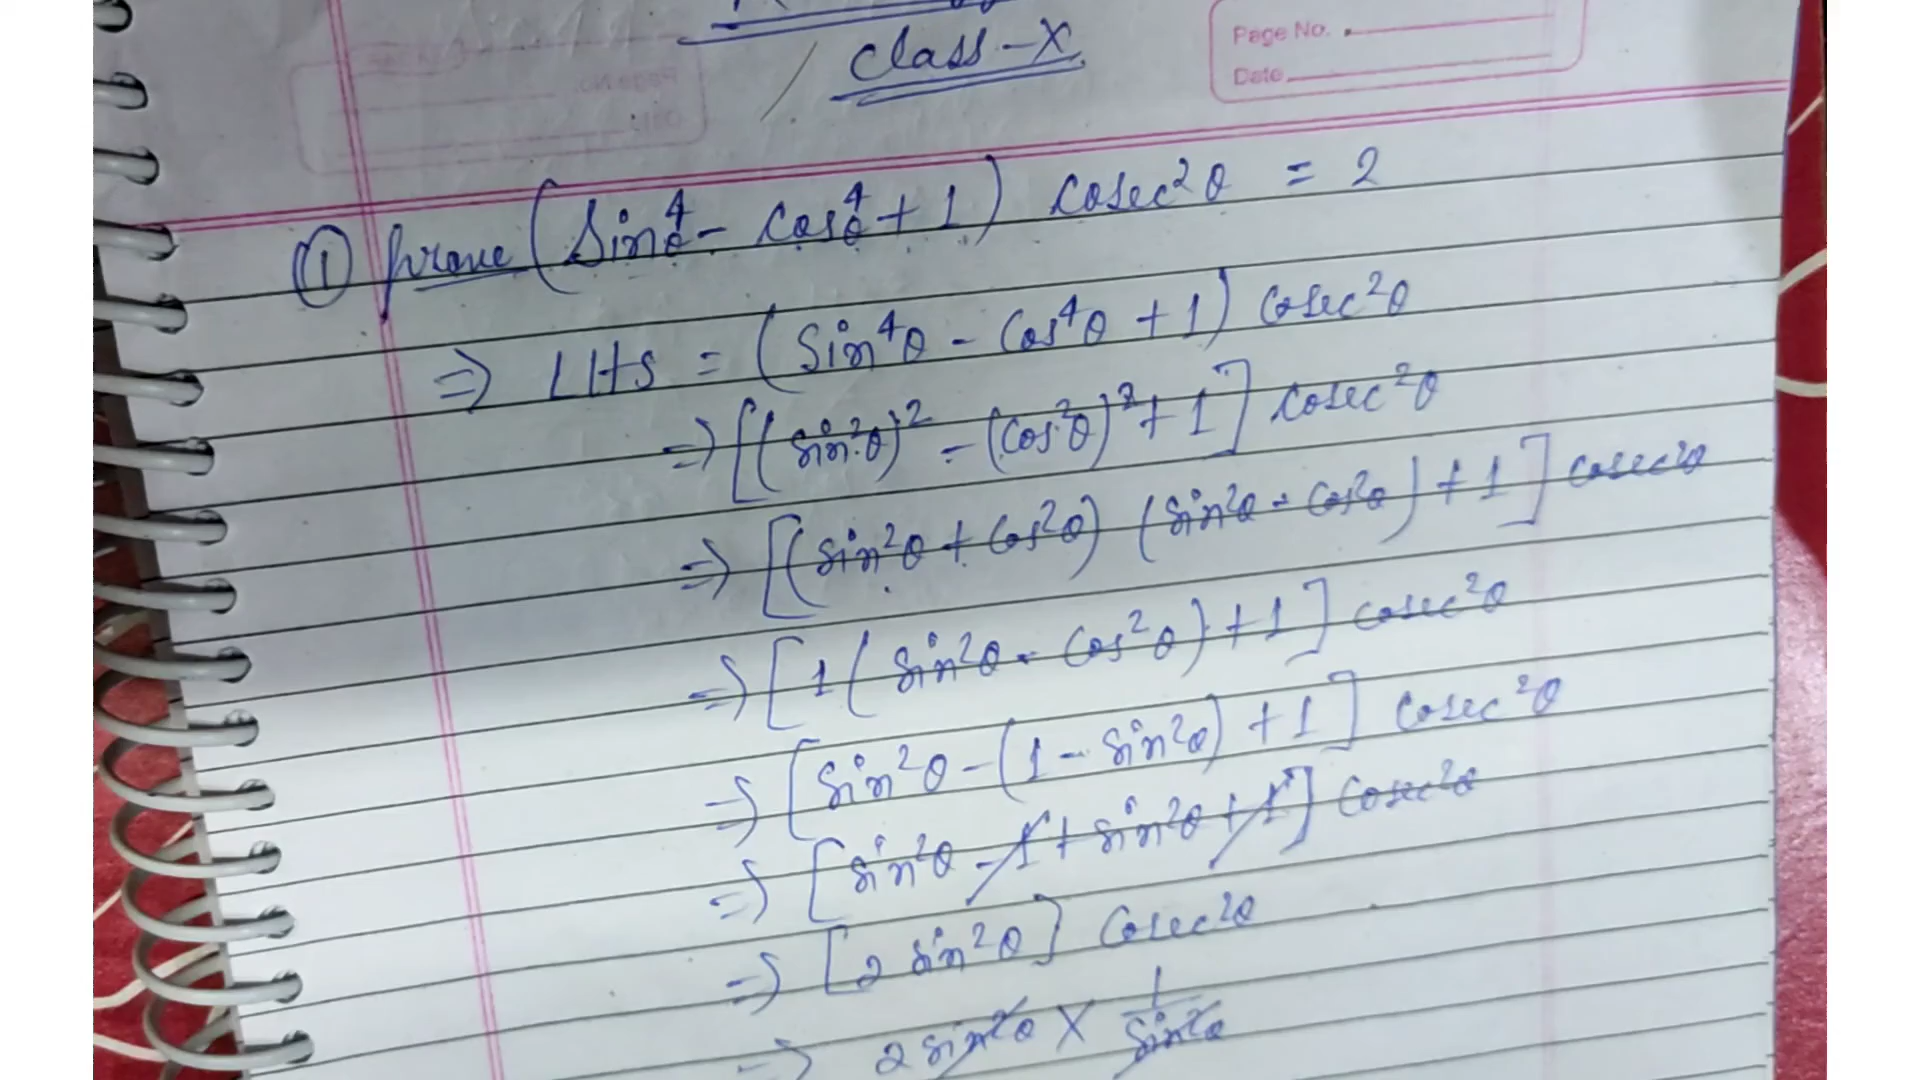 class-X
Page No.
Date
① prove (Sin⁴θ - Cos⁴θ + 1) Cosec²θ = 2
⇒ LHS = (Sin⁴θ - Cos⁴θ + 1) Cosec²θ
⇒ [(sin²θ)² - (Cos²θ)² + 1] Cosec²θ
⇒ [(sin²θ + Cos²θ) (sin²θ - Cos²θ) + 1] Cosec²θ
⇒ [1 (sin²θ - Cos²θ) + 1] Cosec²θ
⇒ [Sin²θ - (1 - Sin²θ) + 1] Cosec²θ
⇒ [sin²θ - 1 + sin²θ + 1] Cosec²θ
⇒ [2 sin²θ] Cosec²θ
⇒ 2 sin²θ X 1/sin²θ